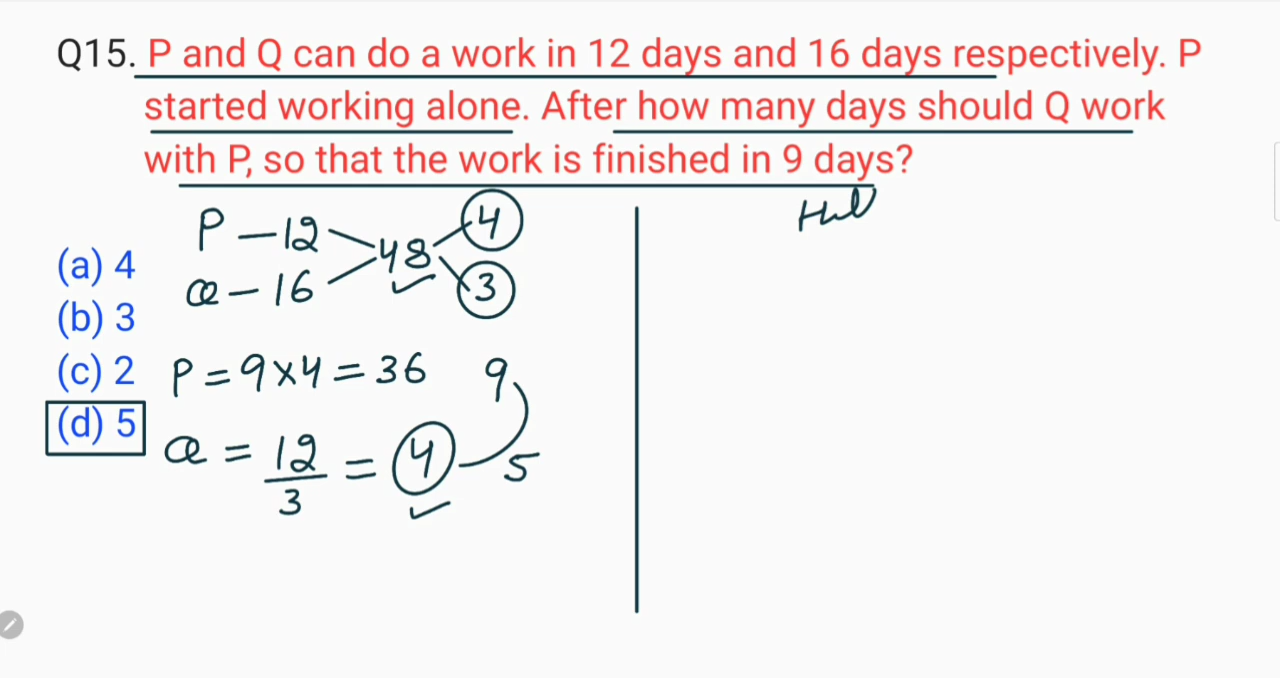 Q15. P and Q can do a work in 12 days and 16 days respectively. P
started working alone. After how many days should Q work
with P, so that the work is finished in 9 days?
(a) 4
(b) 3
(c) 2
(d) 5
P – 12
Q – 16
48
4
3
P = 9 × 4 = 36
Q = 12/3 = 4
9
5